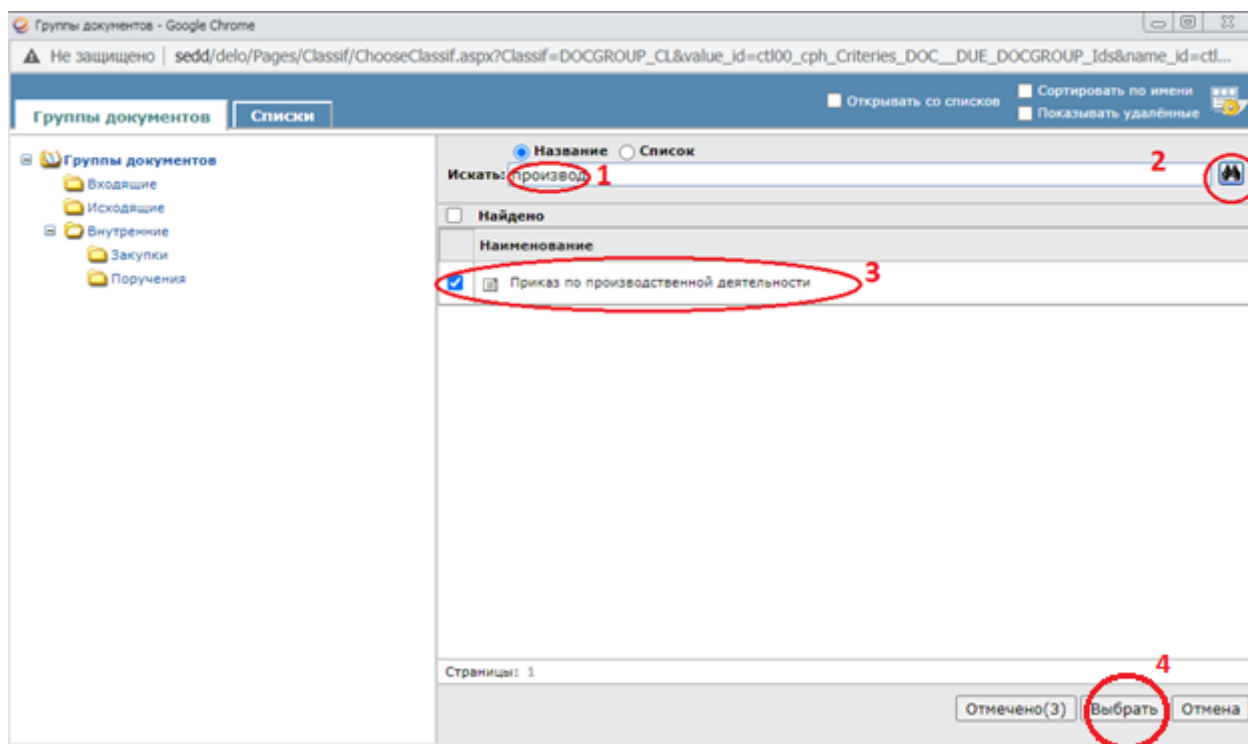 Группы документов - Google Chrome
Не защищено | sedd/delo/Pages/Classif/ChooseClassif.aspx?Classif=DOCGROUP_CL&value_id=ctl00_cph_Criteries_DOC__DUE_DOCGROUP_Ids&name_id=ctl...
Группы документов Списки
Открывать со списков
Сортировать по имени
Показывать удалённые
Группы документов
Входящие
Исходящие
Внутренние
Закупки
Поручения
Название Список
Искать: производ 1 2
Найдено
Наименование
Приказ по производственной деятельности 3
Страницы: 1
4
Отмечено(3) Выбрать Отмена